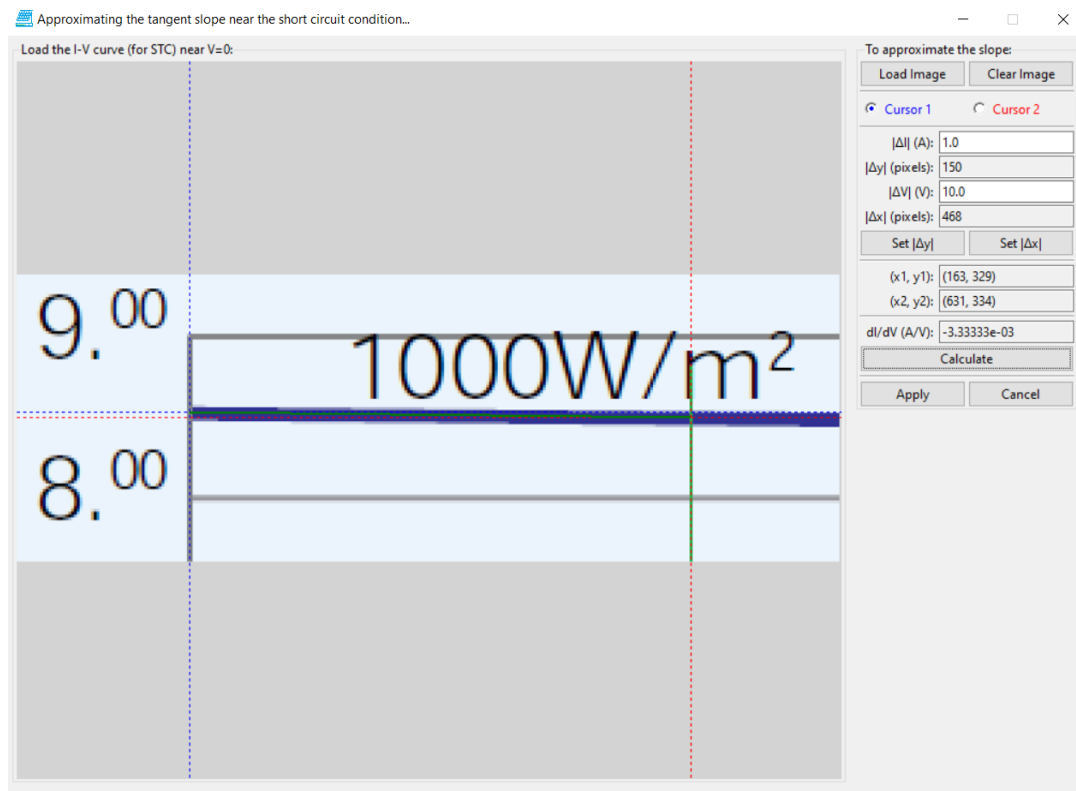 Approximating the tangent slope near the short circuit condition...
Load the I-V curve (for STC) near V=0:
9.00
1000W/m²
8.00
To approximate the slope:
Load Image Clear Image
Cursor 1 Cursor 2
|ΔI| (A): 1.0
|Δy| (pixels): 150
|ΔV| (V): 10.0
|Δx| (pixels): 468
Set |Δy| Set |Δx|
(x1, y1): (163, 329)
(x2, y2): (631, 334)
dI/dV (A/V): -3.33333e-03
Calculate
Apply Cancel